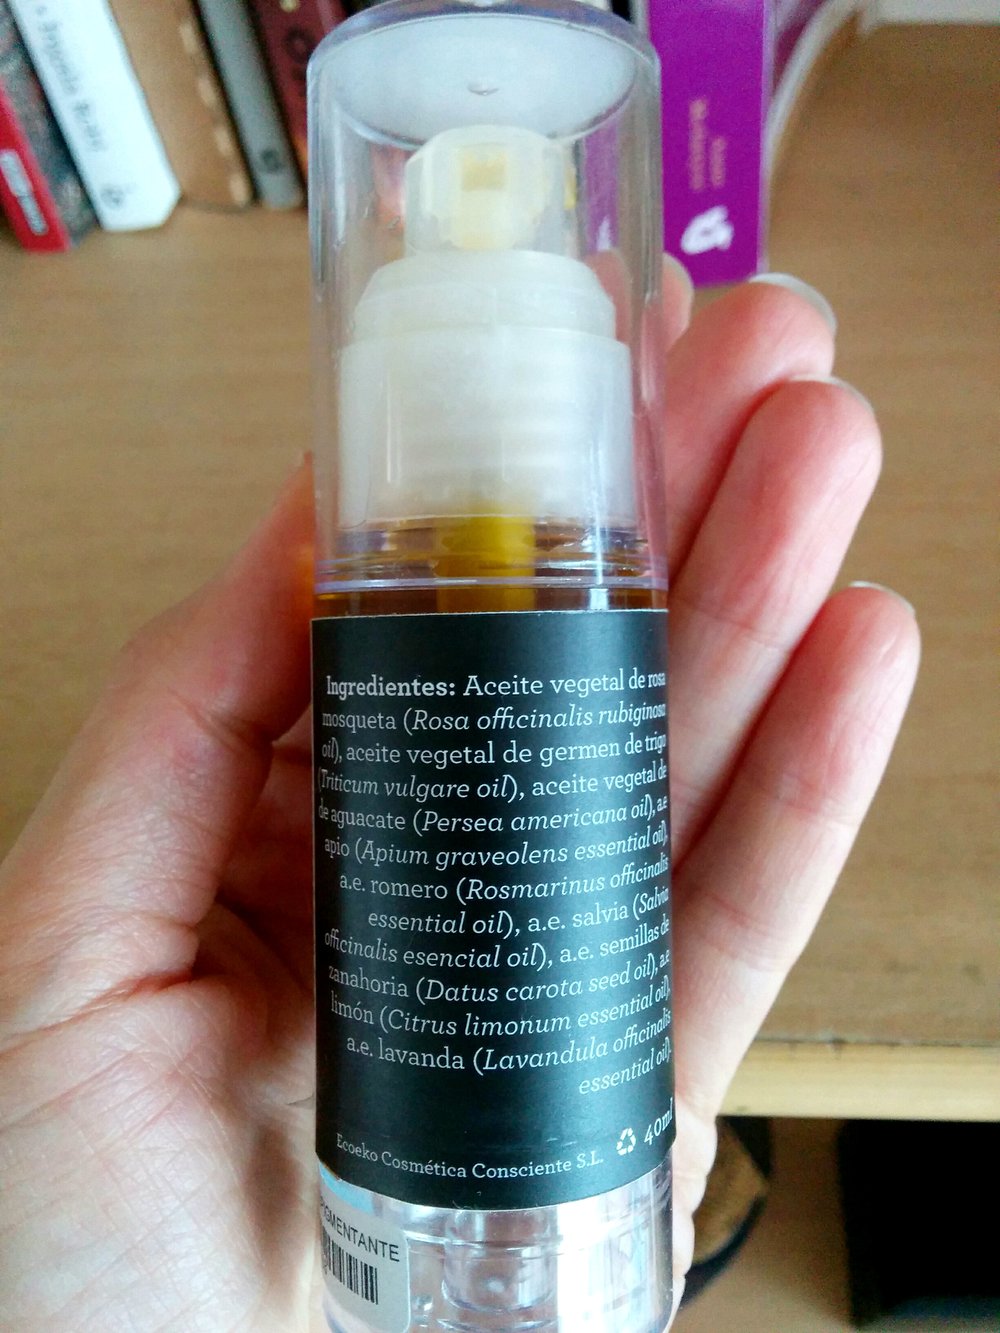 Ingredientes: Aceite vegetal de rosa
mosqueta (Rosa officinalis rubiginosa
oil), aceite vegetal de germen de trigo
(Triticum vulgare oil), aceite vegetal de
de aguacate (Persea americana oil), a.e
apio (Apium graveolens essential oil),
a.e. romero (Rosmarinus officinalis
essential oil), a.e. salvia (Salvia
officinalis esencial oil), a.e. semillas de
zanahoria (Datus carota seed oil), a.e
limón (Citrus limonum essential oil),
a.e. lavanda (Lavandula officinalis
essential oil).
Ecoeko Cosmética Consciente S.L. 40ml
PIGMENTANTE